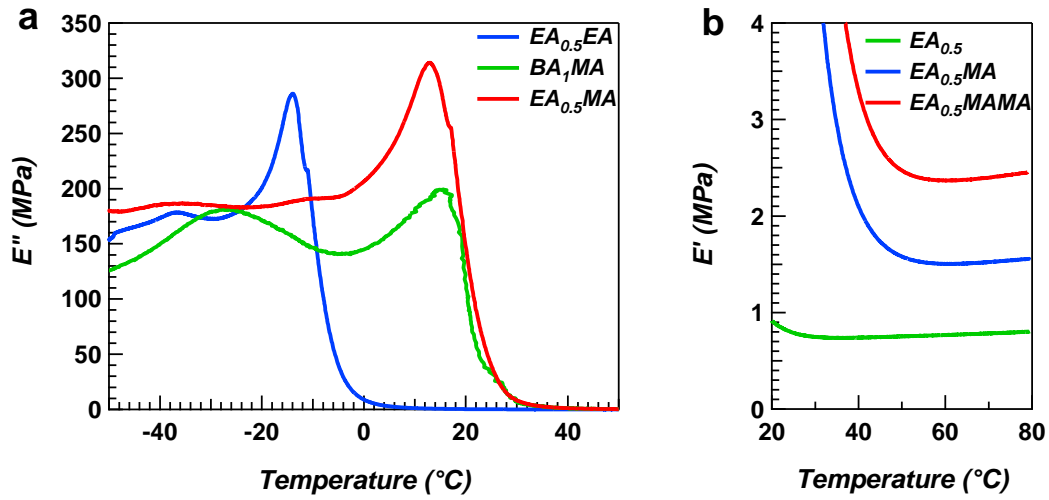 a
350
300
250
200
150
100
50
0
E" (MPa)
-40 -20 0 20 40
Temperature (°C)
EA0.5EA
BA1MA
EA0.5MA
b
4
3
2
1
0
E' (MPa)
20 40 60 80
Temperature (°C)
EA0.5
EA0.5MA
EA0.5MAMA